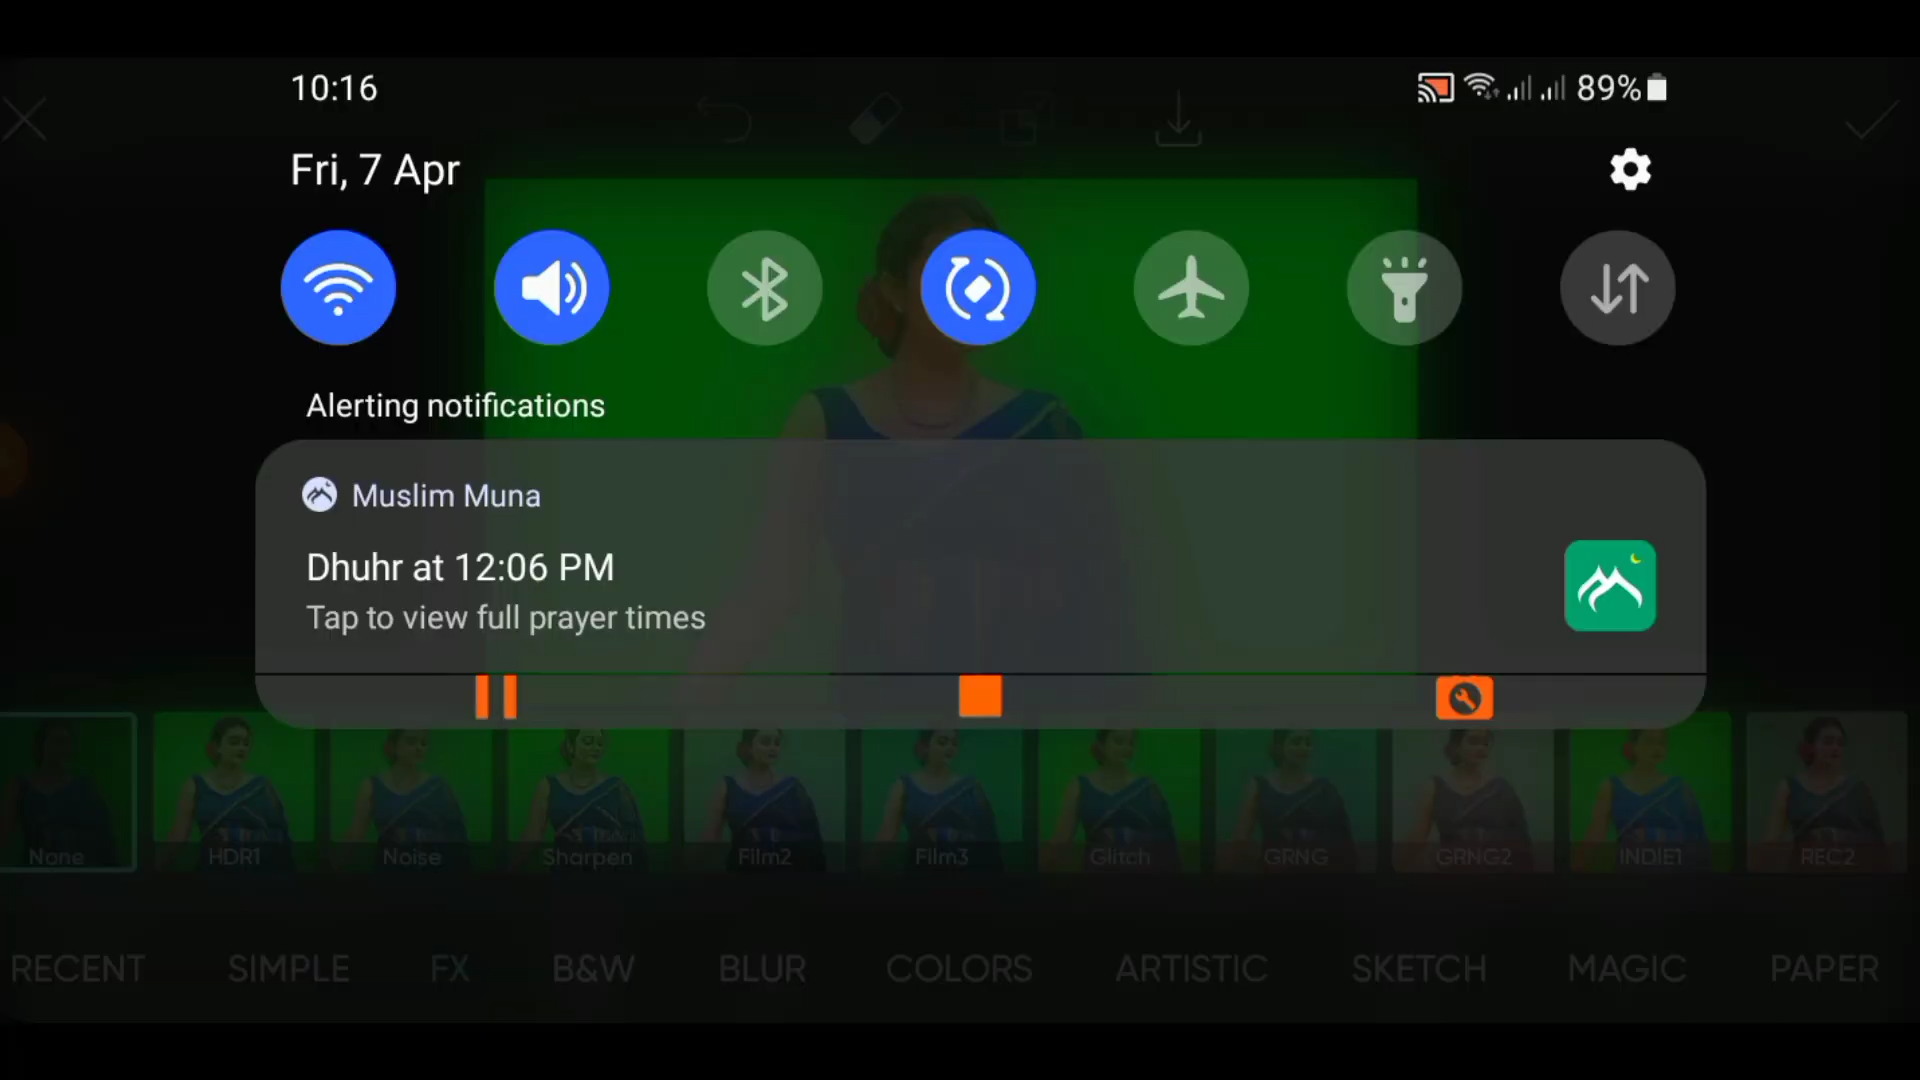 10:16
89%
Fri, 7 Apr
Alerting notifications
Muslim Muna
Dhuhr at 12:06 PM
Tap to view full prayer times
None
HDR1
Noise
Sharpen
Film2
Film3
Glitch
GRNG
GRNG2
INDIE1
REC2
RECENT
SIMPLE
FX
B&W
BLUR
COLORS
ARTISTIC
SKETCH
MAGIC
PAPER